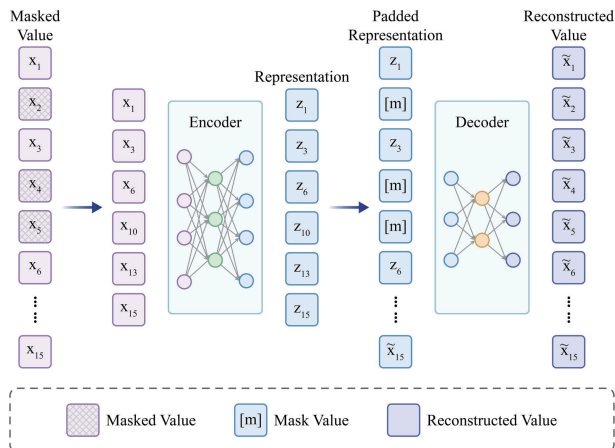 Masked
Value
x1
x2
x3
x4
x5
x6
x15
x1
x3
x6
x10
x13
x15
Encoder
Representation
z1
z3
z6
z10
z13
z15
Padded
Representation
z1
[m]
z3
[m]
[m]
z6
x̃15
Decoder
Reconstructed
Value
x̃1
x̃2
x̃3
x̃4
x̃5
x̃6
x̃15
Masked Value
[m] Mask Value
Reconstructed Value